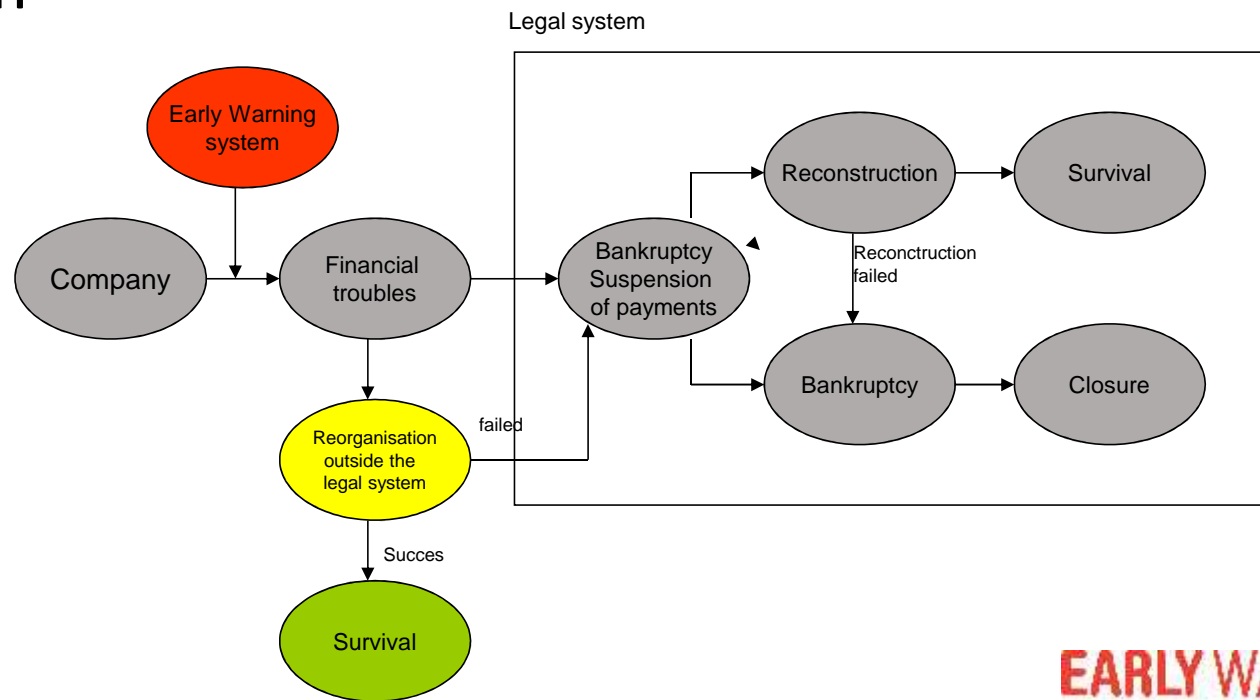 Legal system
Early Warning
system
Company
Financial
troubles
Bankruptcy
Suspension
of payments
Reconstruction
Survival
Reconctruction
failed
Bankruptcy
Closure
Reorganisation
outside the
legal system
failed
Succes
Survival
EARLY W